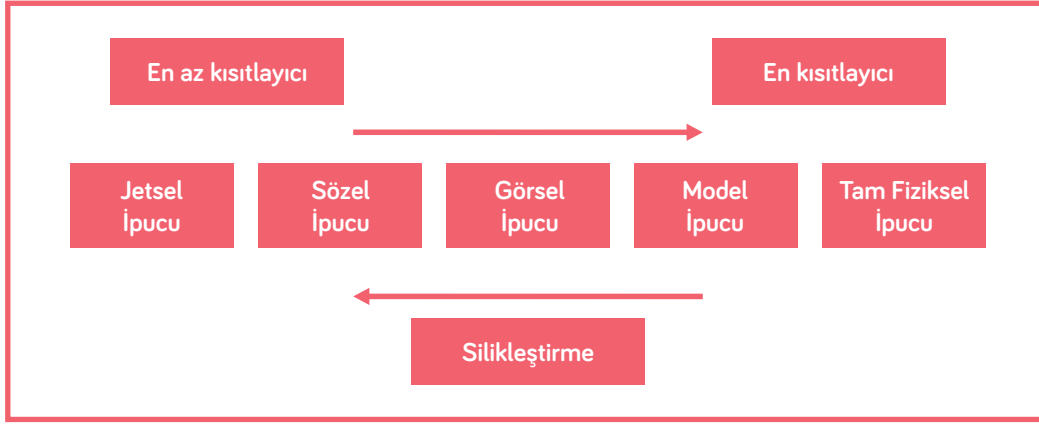 En az kısıtlayıcı
En kısıtlayıcı
Jetsel
İpucu
Sözel
İpucu
Görsel
İpucu
Model
İpucu
Tam Fiziksel
İpucu
Silikleştirme